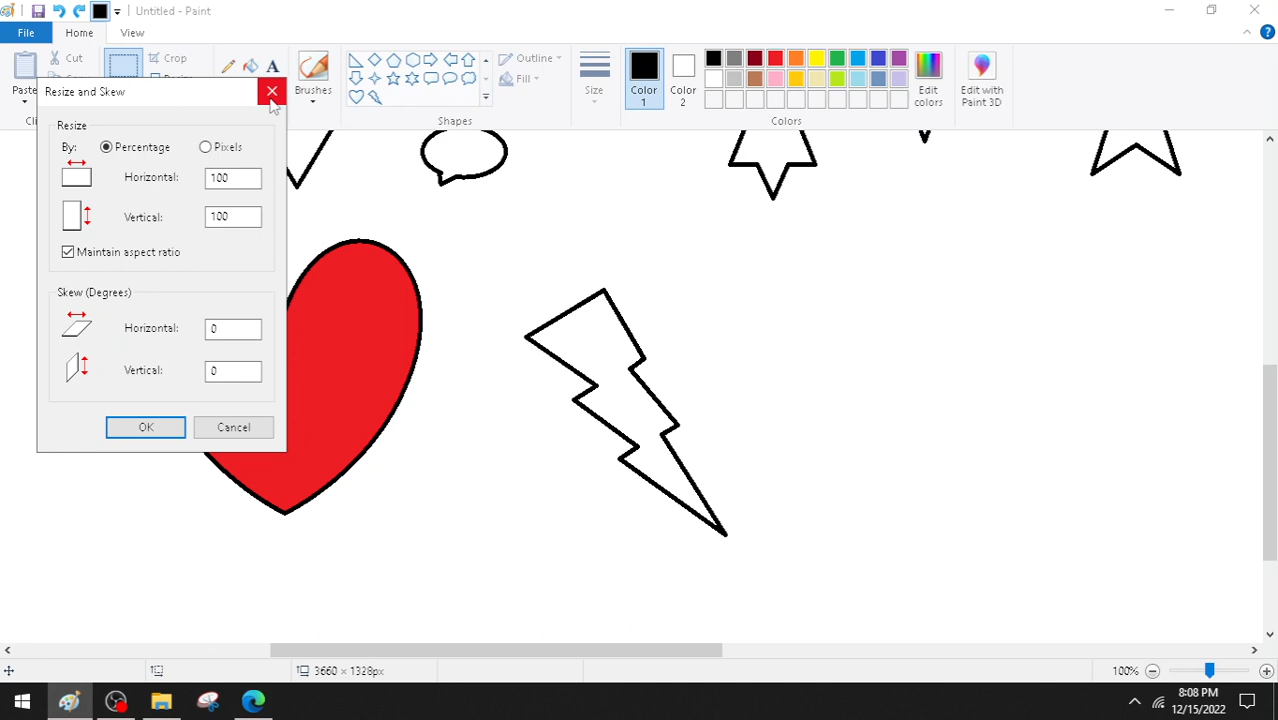 Untitled - Paint
File Home View
Paste
Cut
Crop
Brushes
Outline
Fill
Shapes
Size
Color 1
Color 2
Colors
Edit colors
Edit with Paint 3D
Resize and Skew
Resize
By: Percentage Pixels
Horizontal: 100
Vertical: 100
Maintain aspect ratio
Skew (Degrees)
Horizontal: 0
Vertical: 0
OK Cancel
3660 × 1328px
100%
8:08 PM
12/15/2022